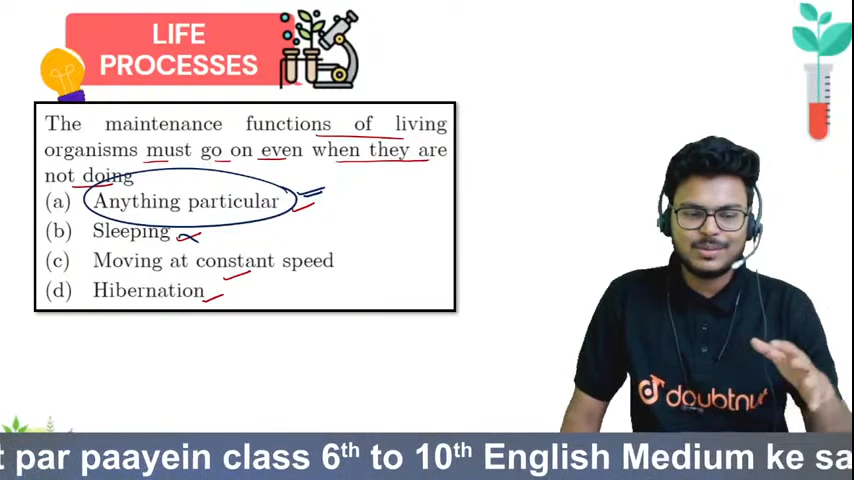 LIFE
PROCESSES
The maintenance functions of living
organisms must go on even when they are
not doing
(a) Anything particular
(b) Sleeping
(c) Moving at constant speed
(d) Hibernation
doubtnut
t par paayein class 6th to 10th English Medium ke sa